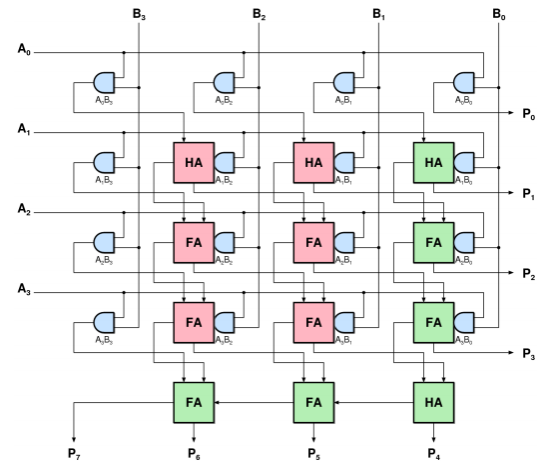 B₃ B₂ B₁ B₀
A₀
A₀B₃ A₀B₂ A₀B₁ A₀B₀
P₀
A₁
HA HA HA
A₁B₃ A₁B₂ A₁B₁ A₁B₀
P₁
A₂
FA FA FA
A₂B₃ A₂B₂ A₂B₁ A₂B₀
P₂
A₃
FA FA FA
A₃B₃ A₃B₂ A₃B₁ A₃B₀
P₃
FA FA HA
P₇ P₆ P₅ P₄